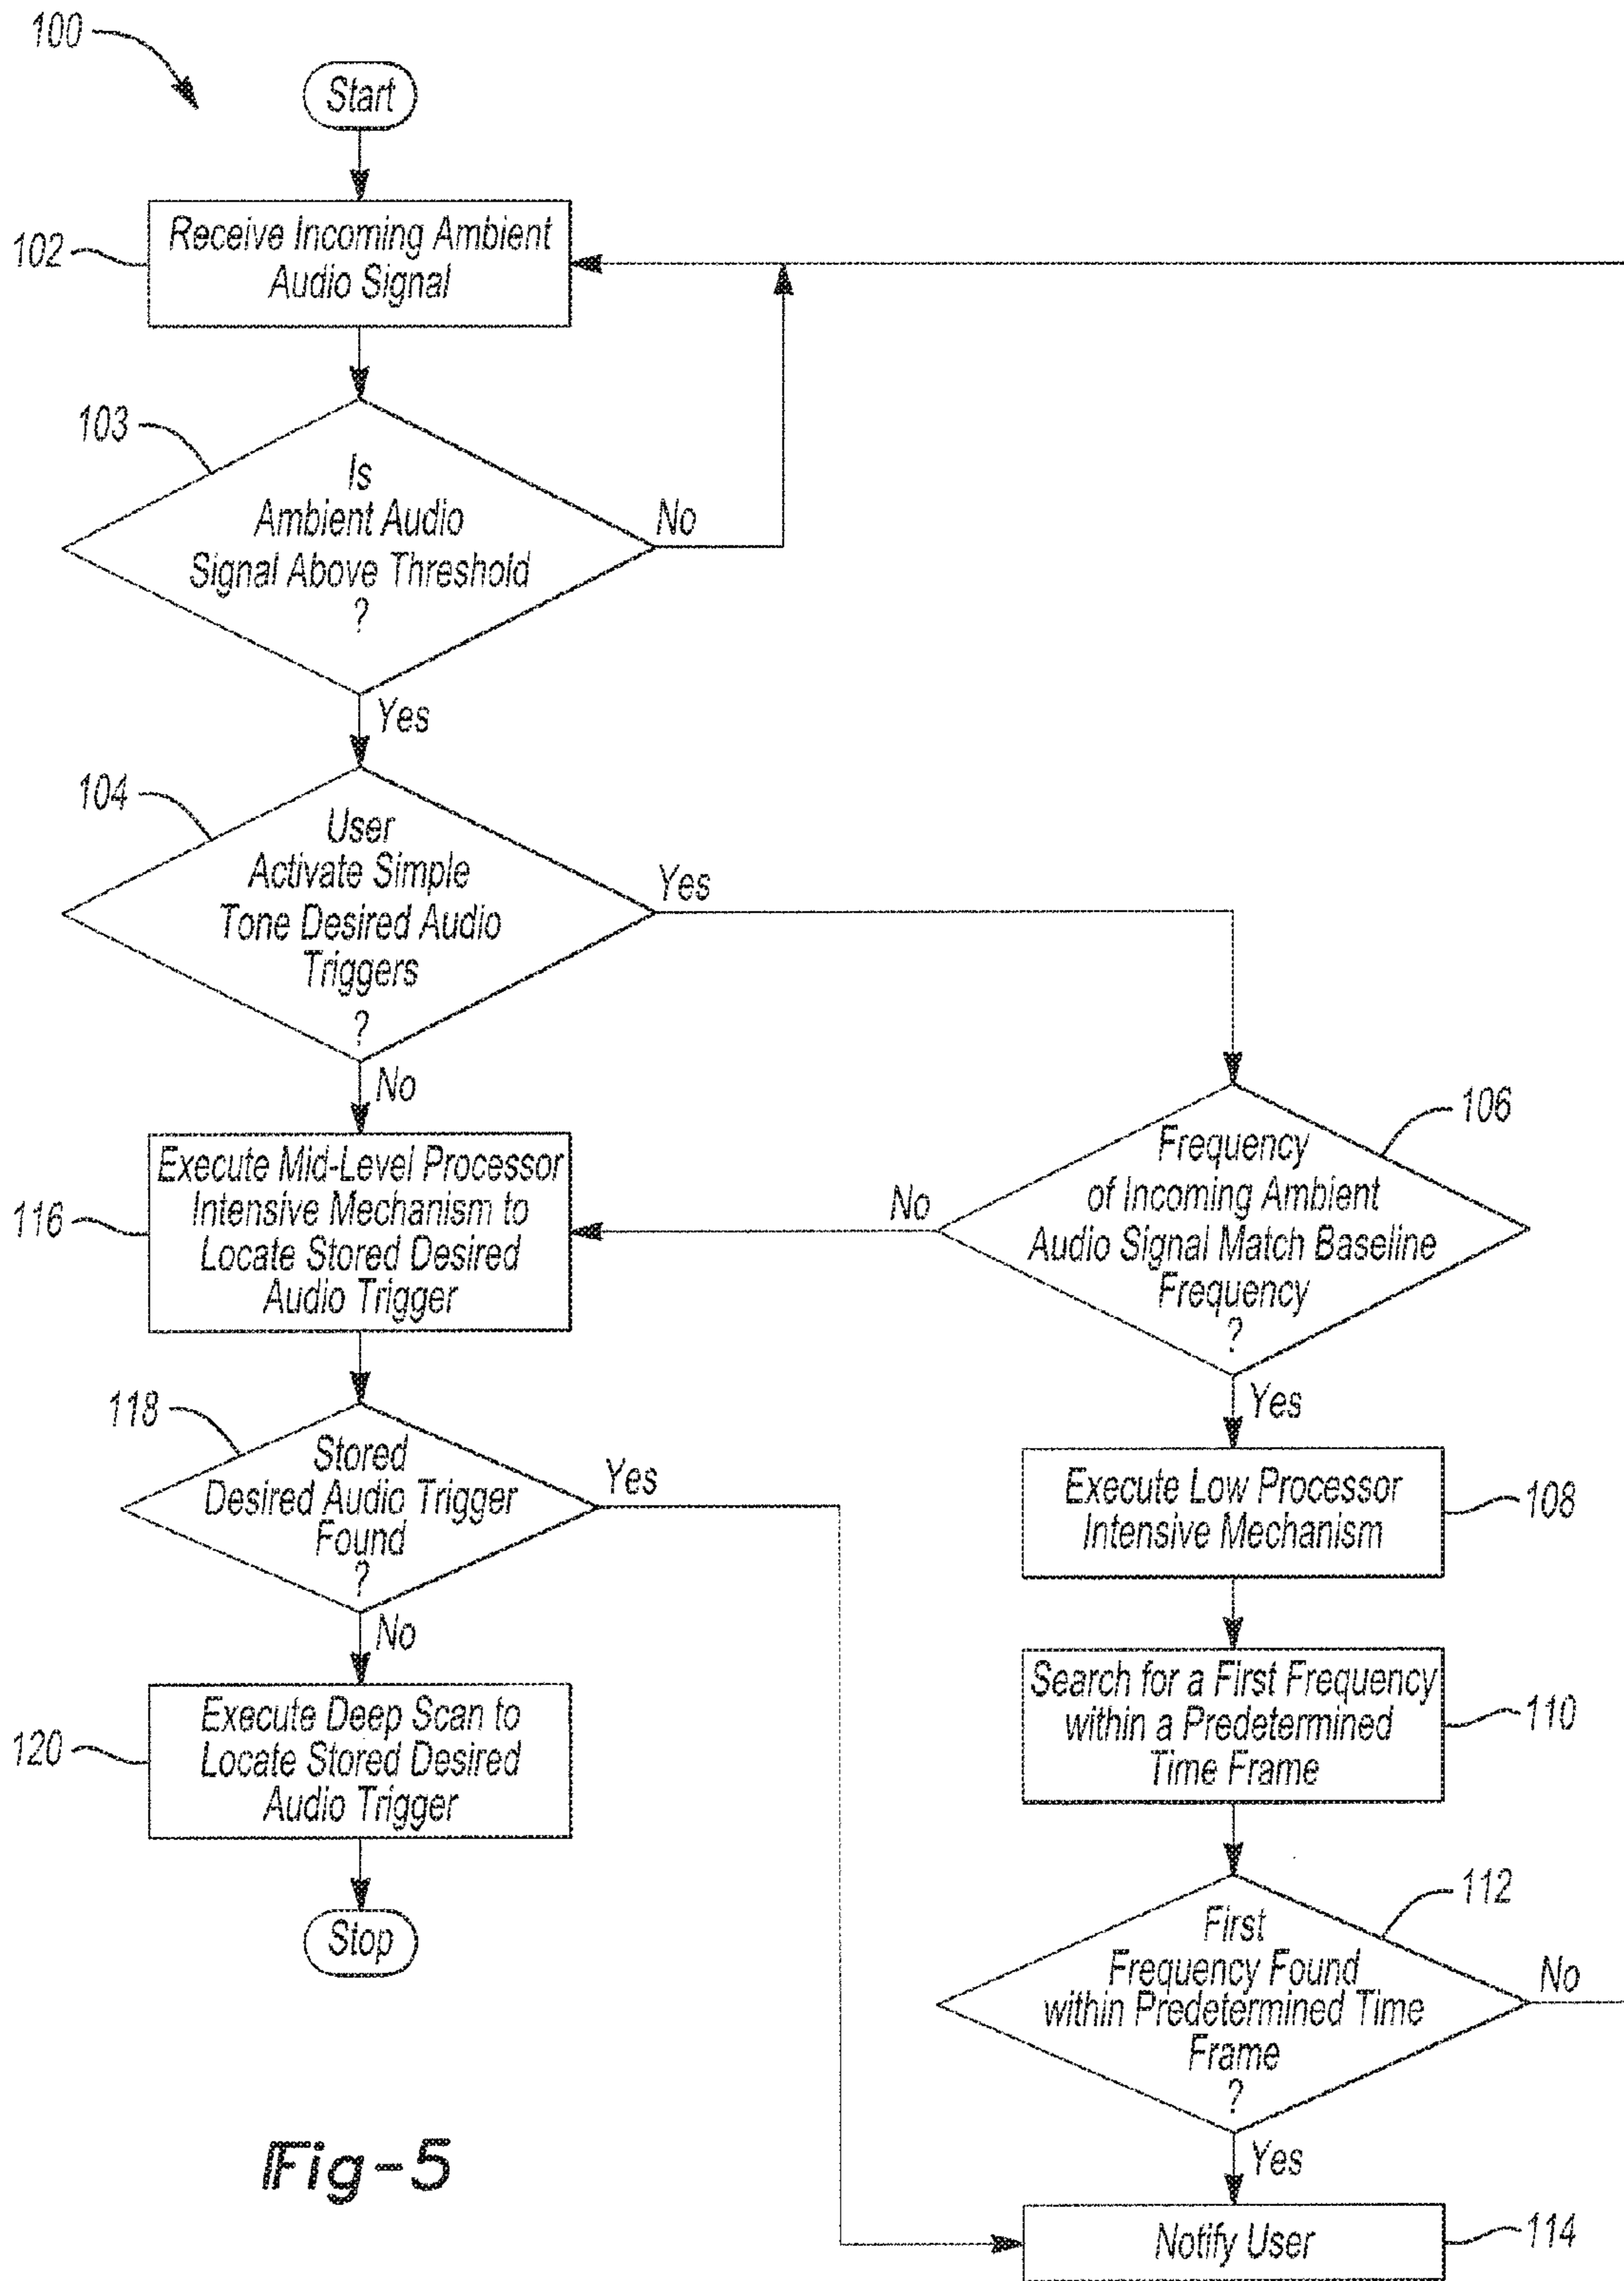 100
Start
102
Receive Incoming Ambient
Audio Signal
103
Is
Ambient Audio
Signal Above Threshold
?
No
Yes
104
User
Activate Simple
Tone Desired Audio
Triggers
?
Yes
No
106
Frequency
of Incoming Ambient
Audio Signal Match Baseline
Frequency
?
No
Yes
116
Execute Mid-Level Processor
Intensive Mechanism to
Locate Stored Desired
Audio Trigger
118
Stored
Desired Audio Trigger
Found
?
Yes
No
108
Execute Low Processor
Intensive Mechanism
110
Search for a First Frequency
within a Predetermined
Time Frame
120
Execute Deep Scan to
Locate Stored Desired
Audio Trigger
Stop
112
First
Frequency Found
within Predetermined Time
Frame
?
No
Yes
114
Notify User
Fig-5